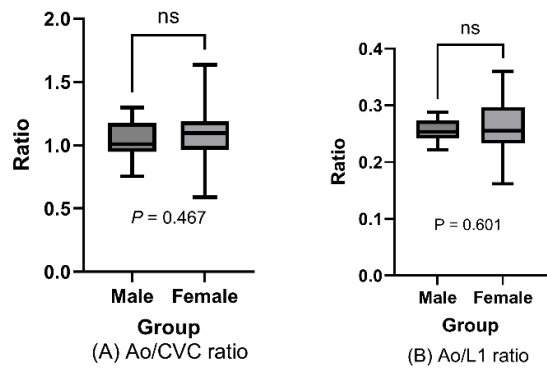 ns
2.0
1.5
1.0
0.5
0.0
Ratio
P = 0.467
Male Female
Group
(A) Ao/CVC ratio
ns
0.4
0.3
0.2
0.1
0.0
Ratio
P = 0.601
Male Female
Group
(B) Ao/L1 ratio